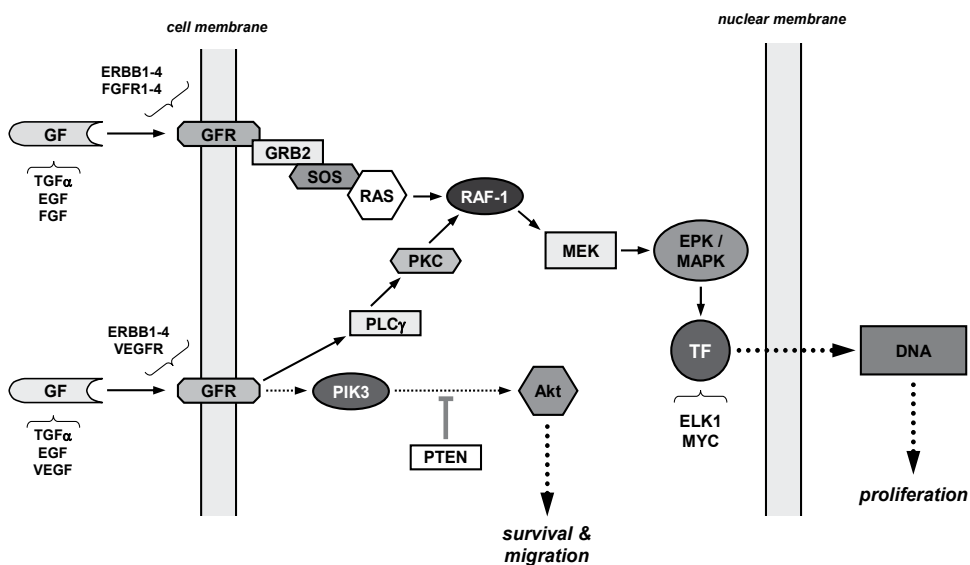 cell membrane
nuclear membrane
ERBB1-4
FGFR1-4
GF
GFR
GRB2
SOS
RAS
RAF-1
TGFα
EGF
FGF
PKC
MEK
EPK /
MAPK
PLCγ
ERBB1-4
VEGFR
TF
DNA
GF
GFR
PIK3
Akt
TGFα
EGF
VEGF
PTEN
ELK1
MYC
proliferation
survival &
migration